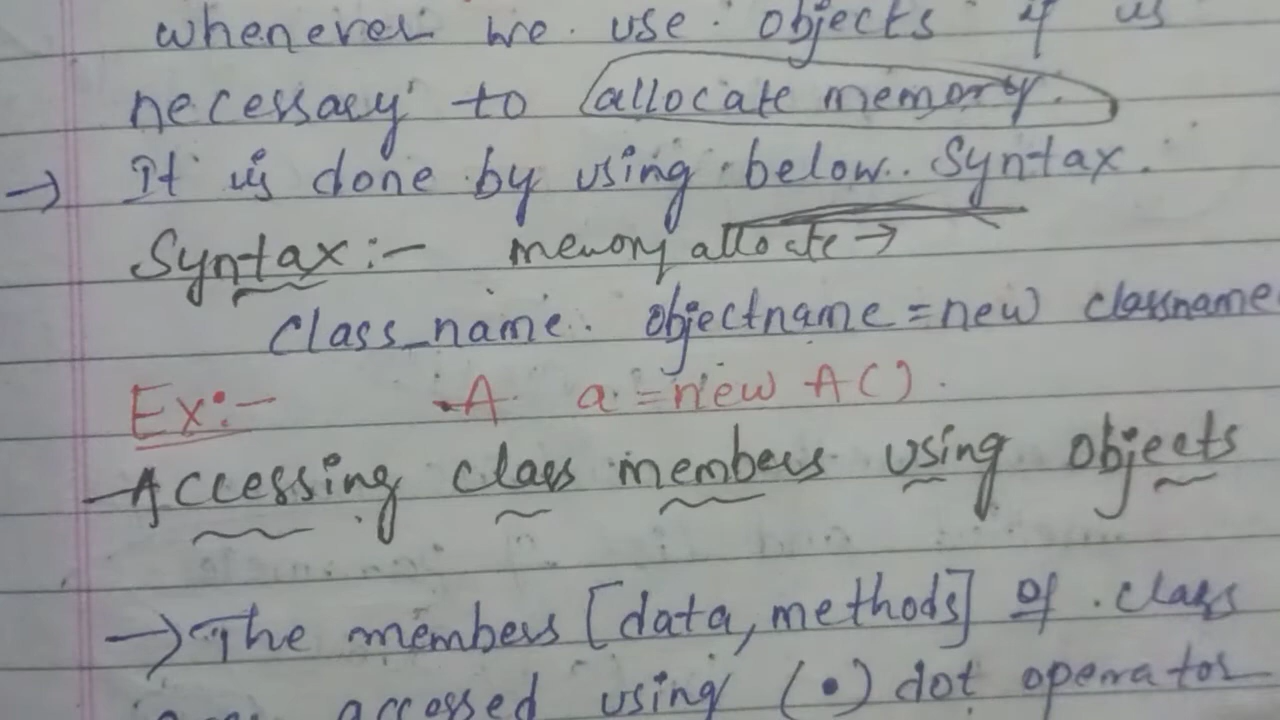 whenever we use objects it is
necessary to allocate memory.
→ It is done by using below.. Syntax.
Syntax:- memory allocate →
Class_name. objectname = new classname
Ex:- A a = new A().
Accessing class members using objects
→ The members [data, methods] of class
accessed using (•) dot operator